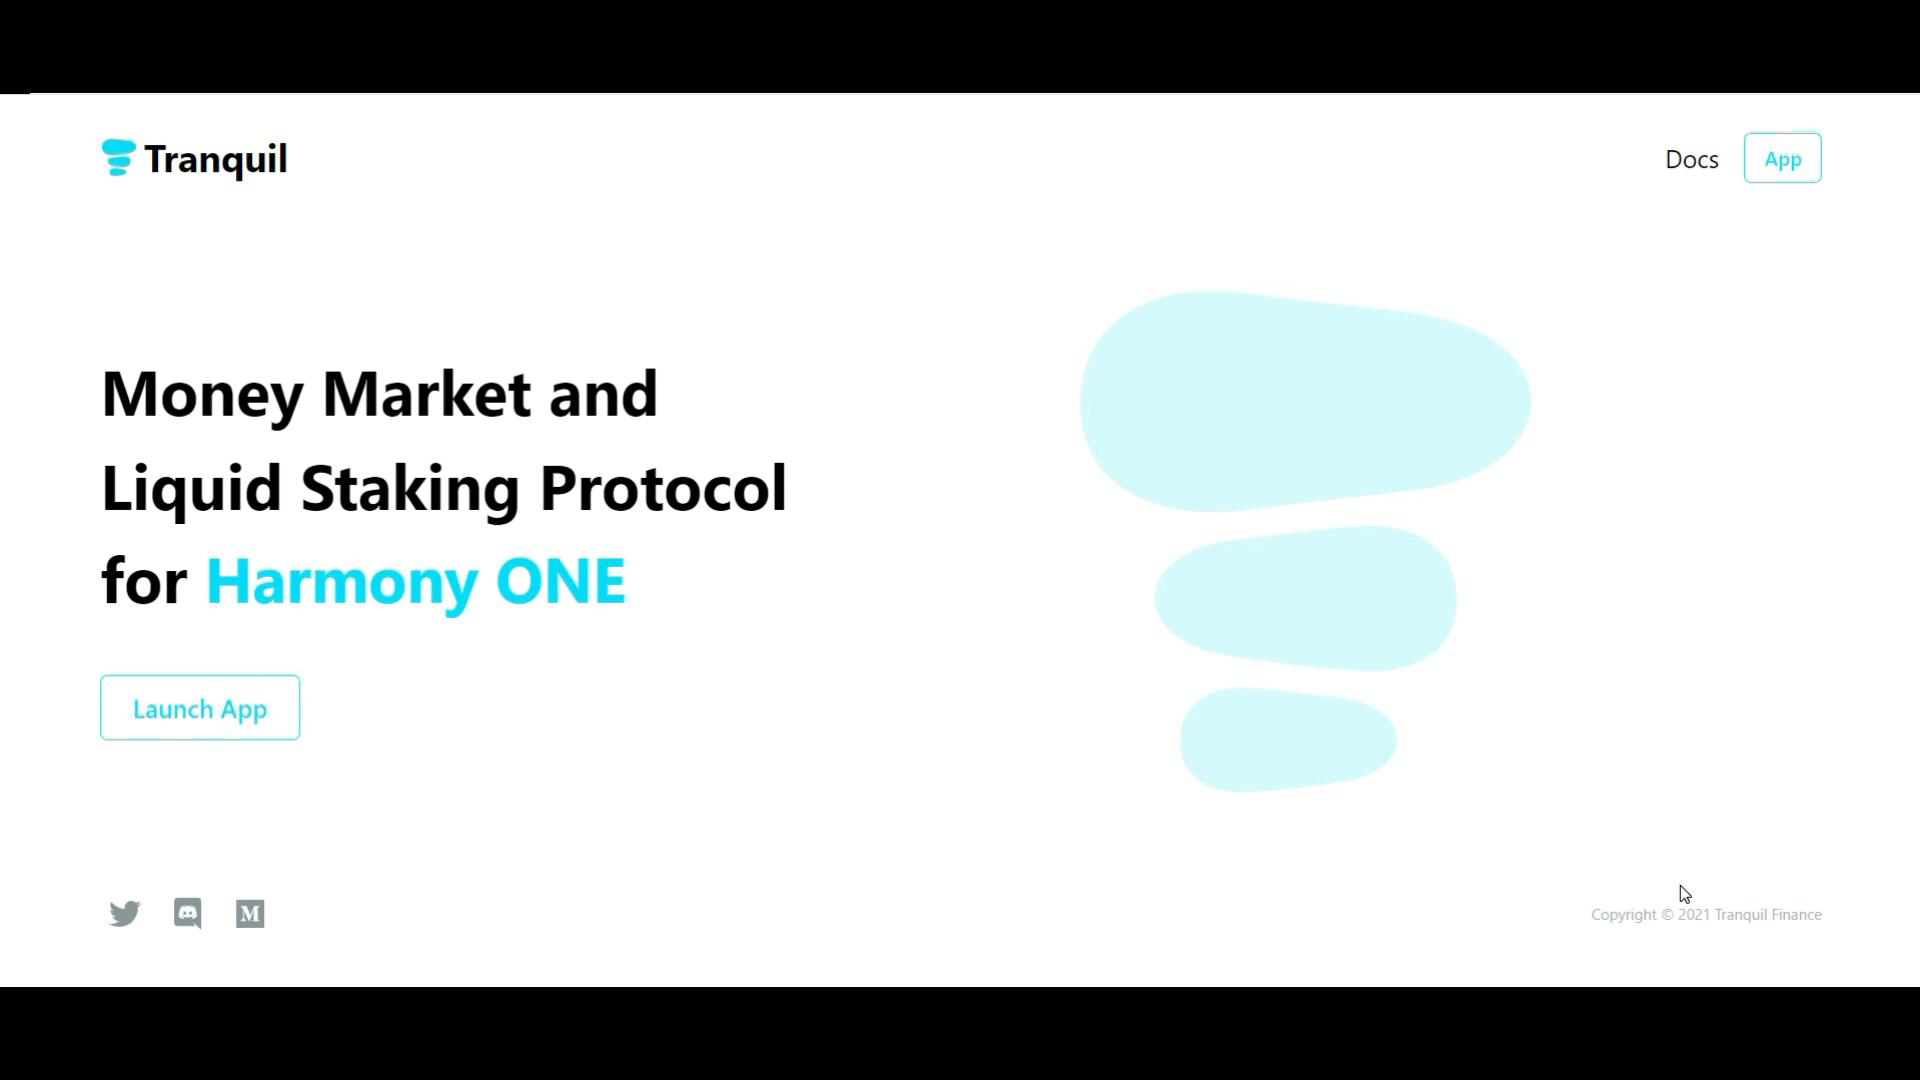 Tranquil
Docs
App
Money Market and
Liquid Staking Protocol
for Harmony ONE
Launch App
M
Copyright © 2021 Tranquil Finance